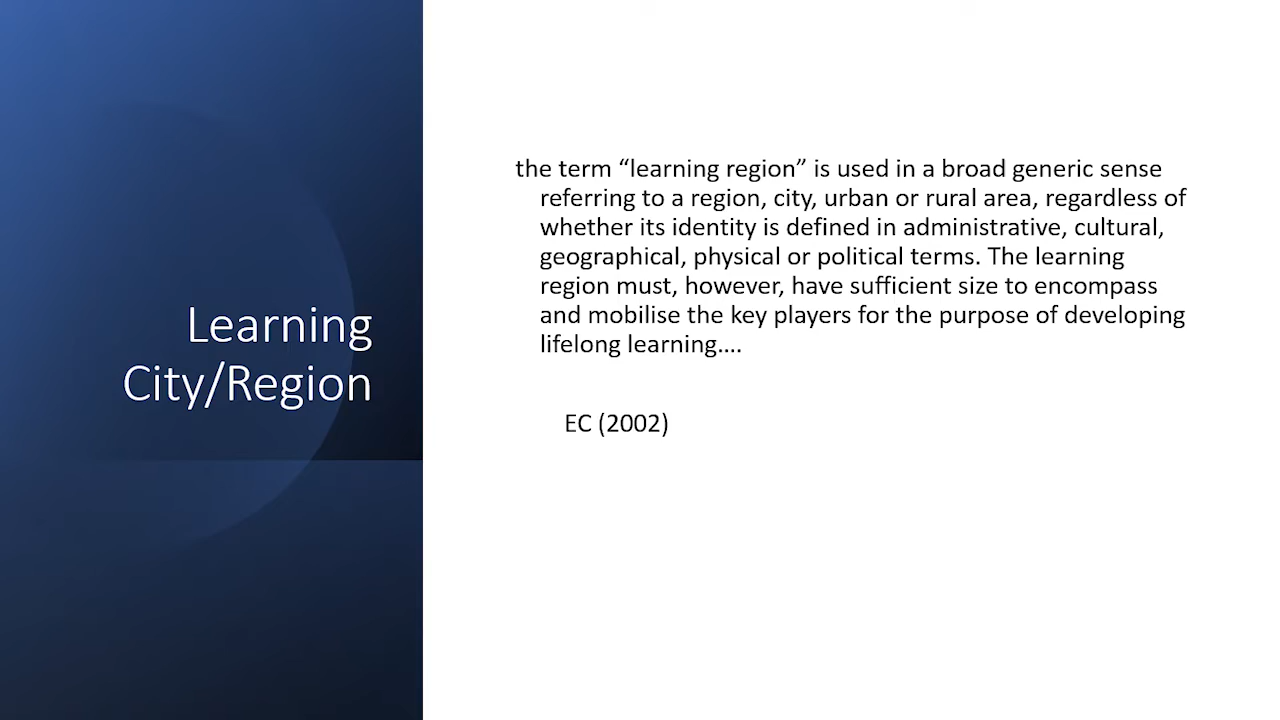 Learning
City/Region
the term “learning region” is used in a broad generic sense
referring to a region, city, urban or rural area, regardless of
whether its identity is defined in administrative, cultural,
geographical, physical or political terms. The learning
region must, however, have sufficient size to encompass
and mobilise the key players for the purpose of developing
lifelong learning….
EC (2002)